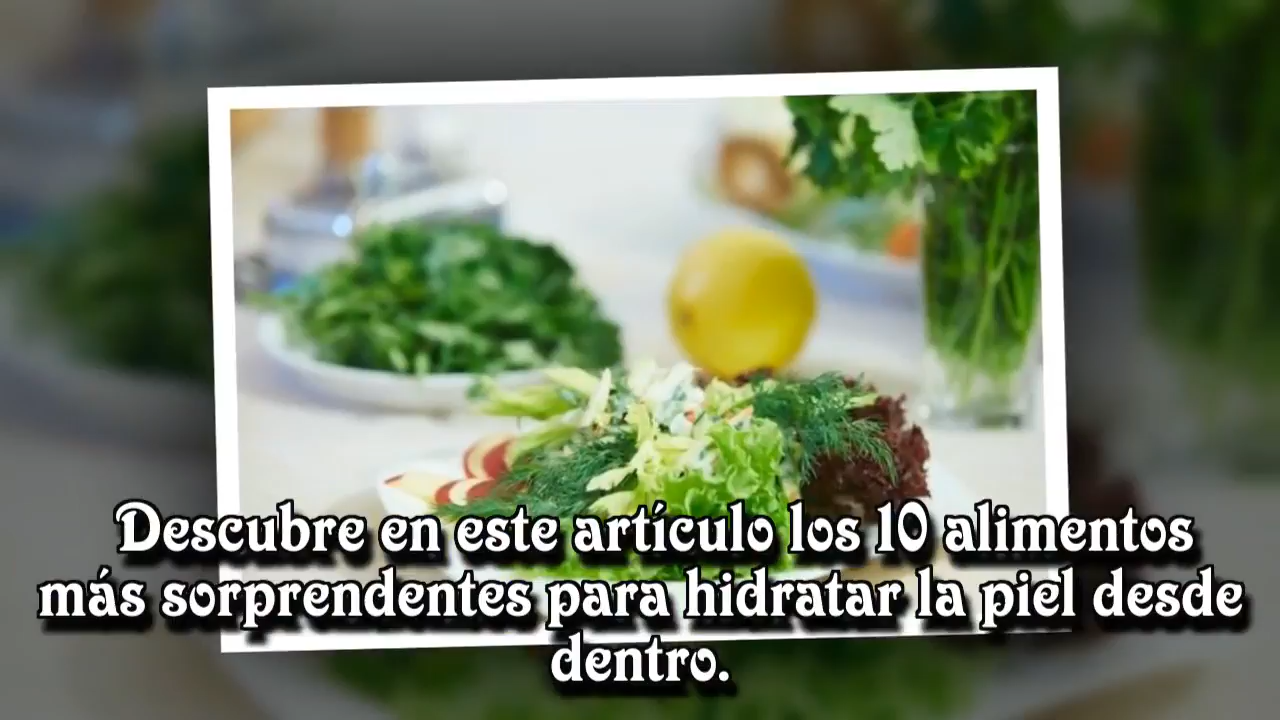 Descubre en este artículo los 10 alimentos
más sorprendentes para hidratar la piel desde
dentro.